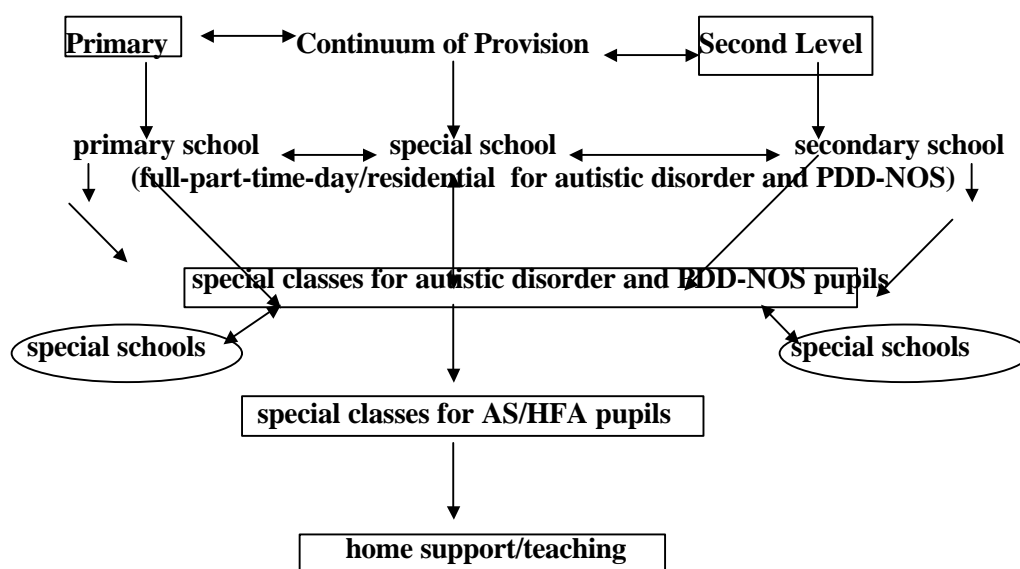 Primary Continuum of Provision Second Level
primary school special school secondary school
(full-part-time-day/residential for autistic disorder and PDD-NOS)
special classes for autistic disorder and PDD-NOS pupils
special schools special schools
special classes for AS/HFA pupils
home support/teaching